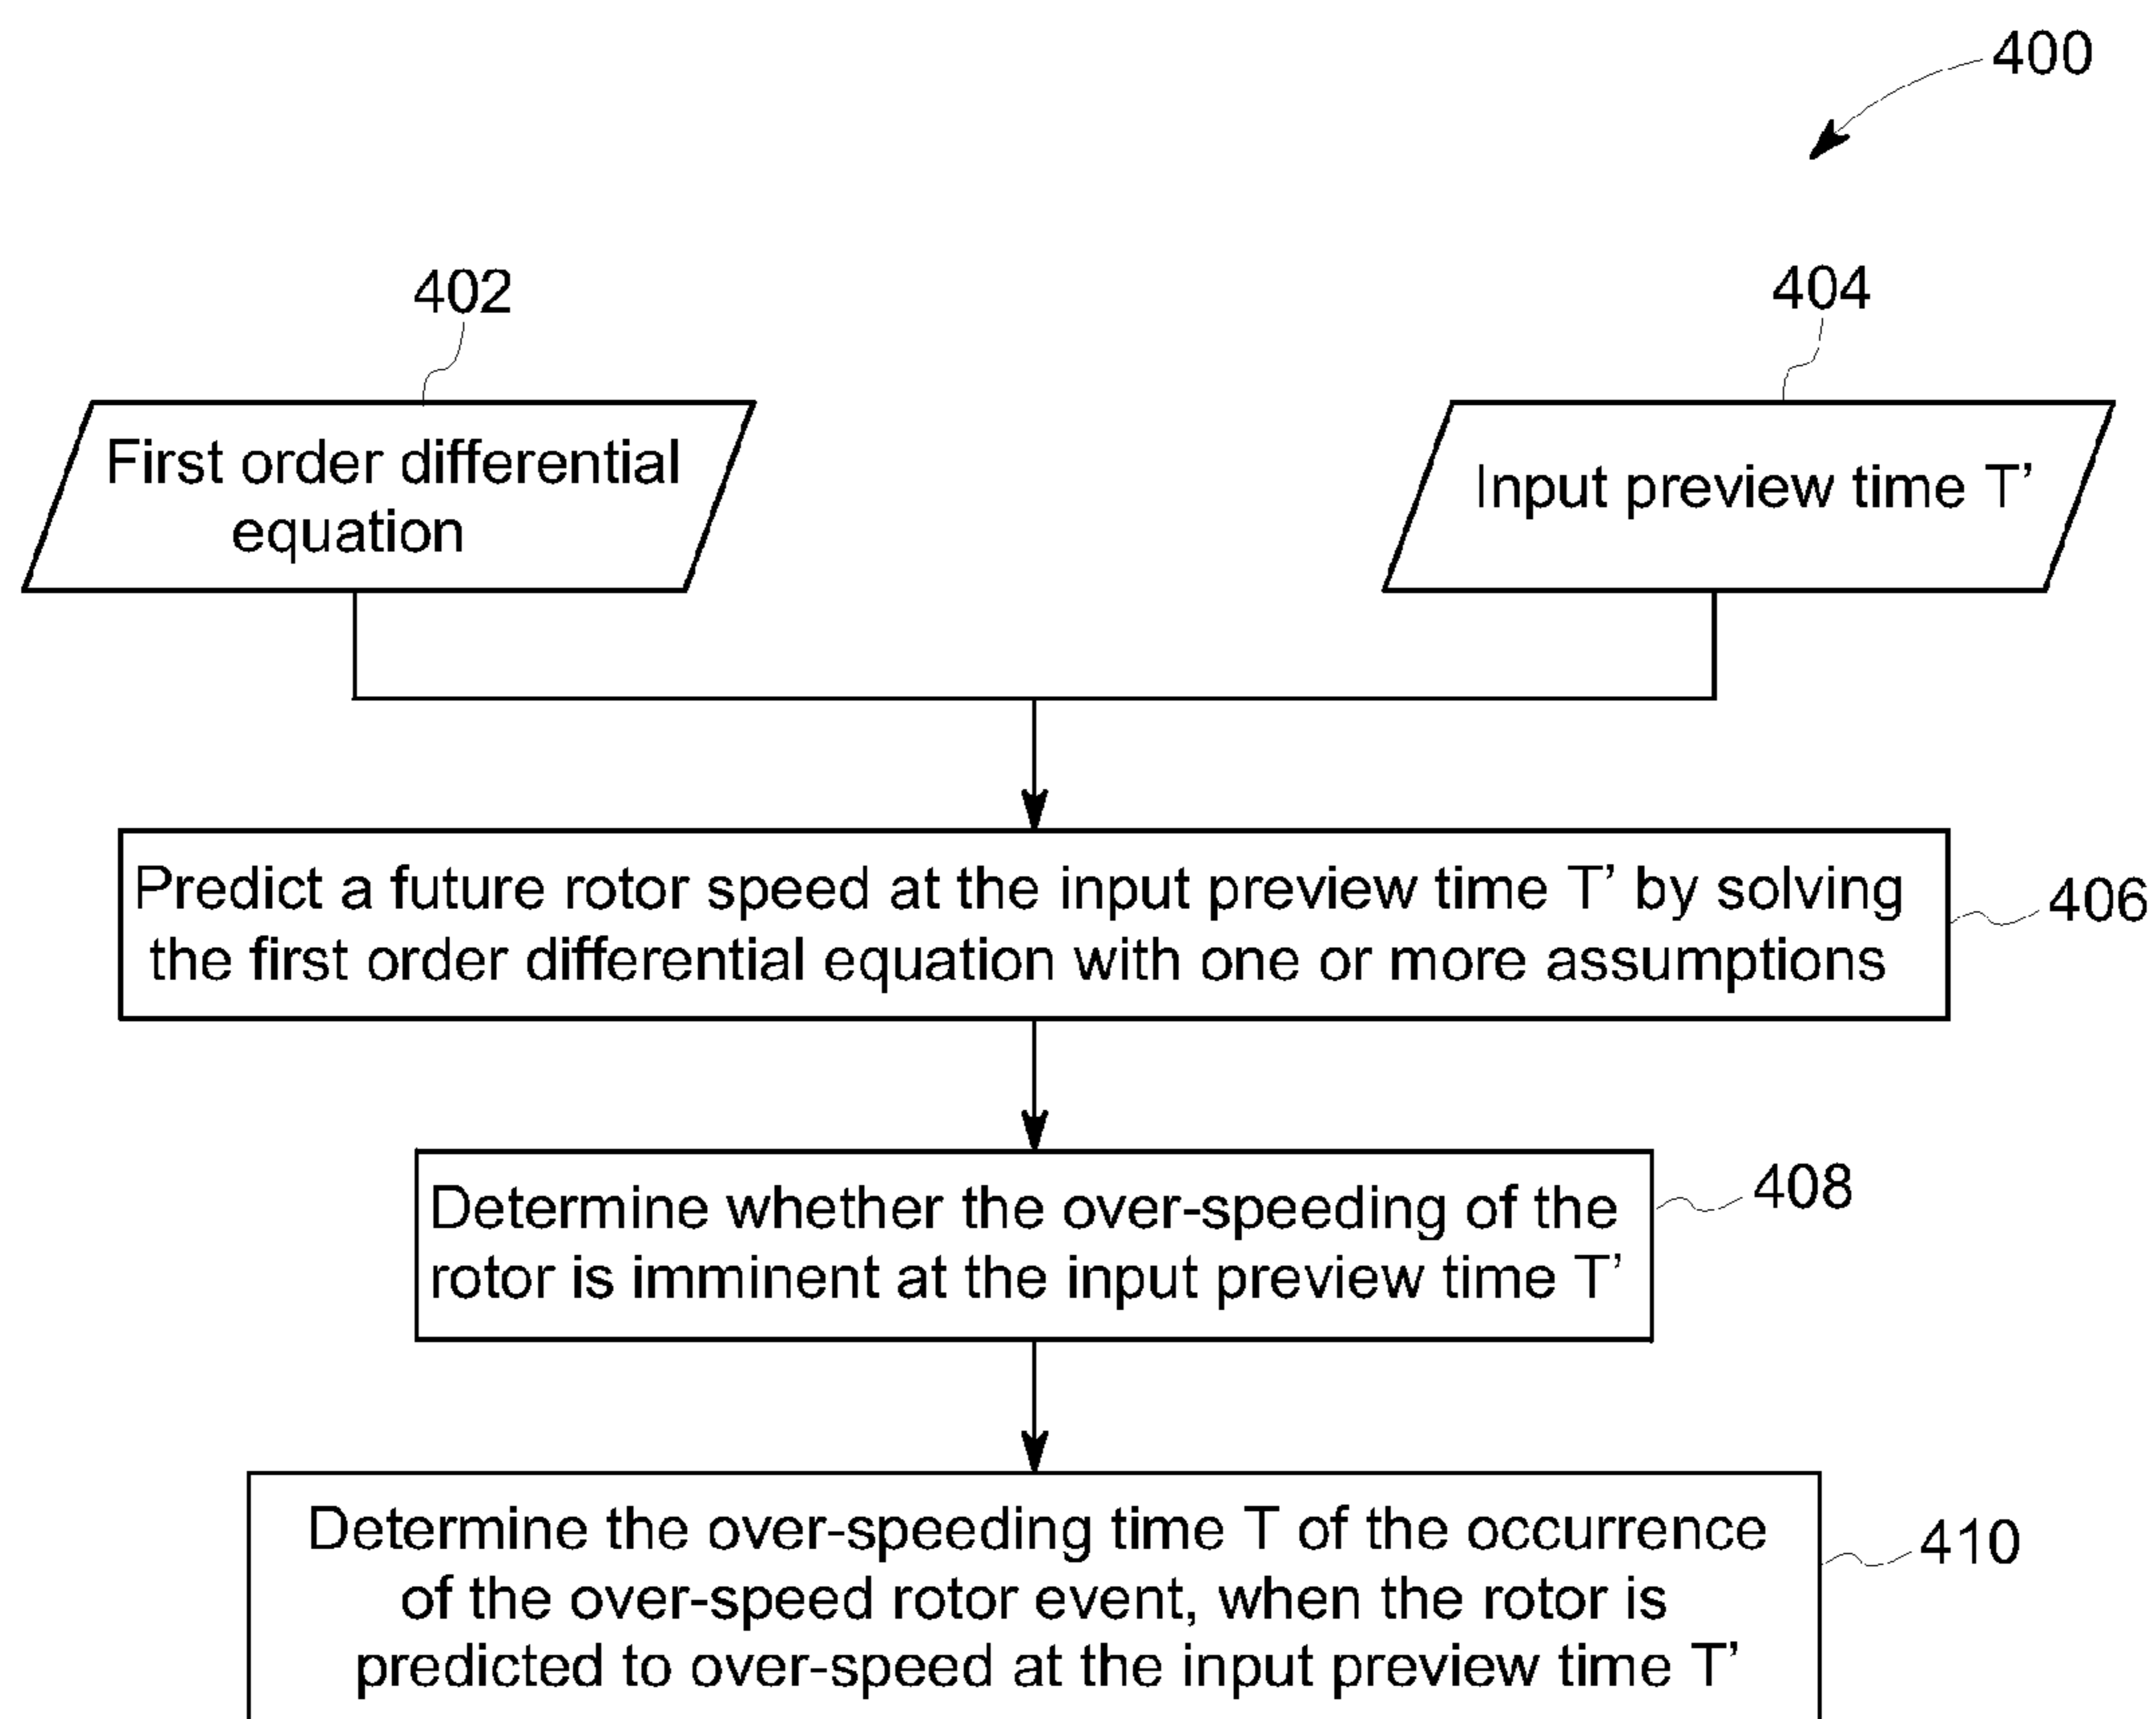 400
402
404
First order differential
equation
Input preview time T’
Predict a future rotor speed at the input preview time T’ by solving
the first order differential equation with one or more assumptions
406
Determine whether the over-speeding of the
rotor is imminent at the input preview time T’
408
Determine the over-speeding time T of the occurrence
of the over-speed rotor event, when the rotor is
predicted to over-speed at the input preview time T’
410